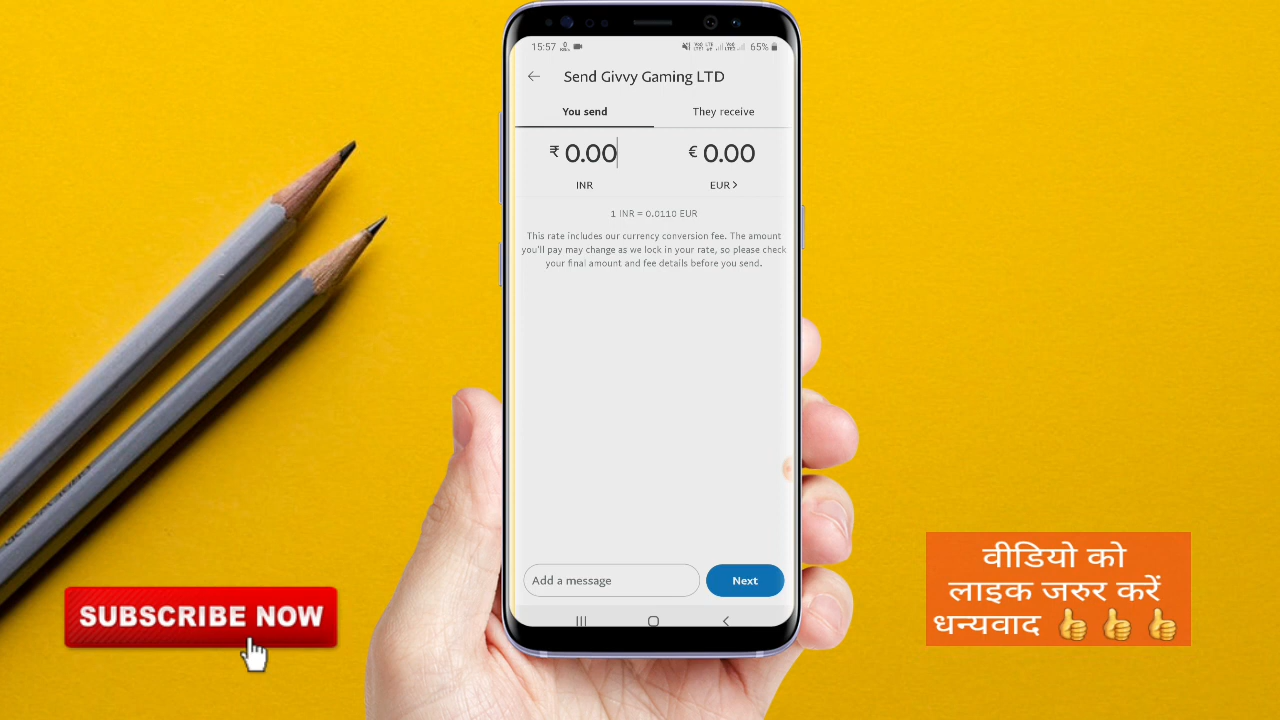 15:57
65%
Send Givvy Gaming LTD
You send
They receive
₹ 0.00
€ 0.00
INR
EUR >
1 INR = 0.0110 EUR
This rate includes our currency conversion fee. The amount
you'll pay may change as we lock in your rate, so please check
your final amount and fee details before you send.
Add a message
Next
SUBSCRIBE NOW
वीडियो को
लाइक जरुर करें
धन्यवाद 👍 👍 👍